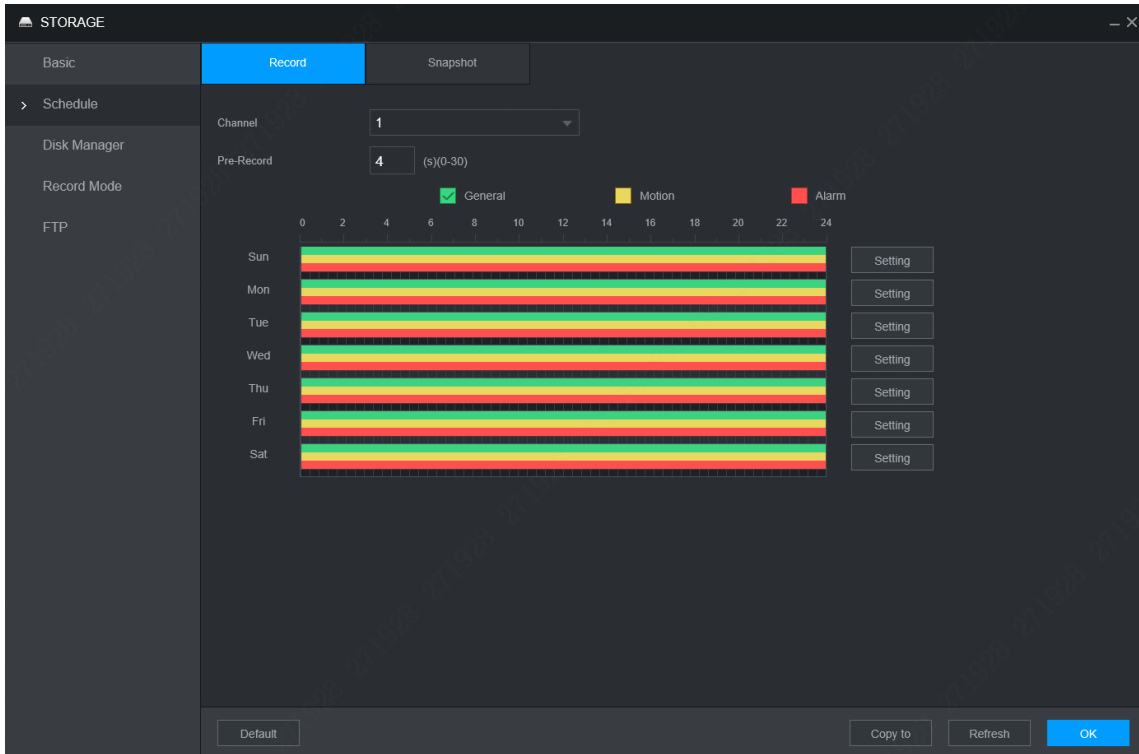 STORAGE
Basic
Schedule
Disk Manager
Record Mode
FTP
Record Snapshot
Channel 1
Pre-Record 4 (s)(0-30)
General Motion Alarm
0 2 4 6 8 10 12 14 16 18 20 22 24
Sun Setting
Mon Setting
Tue Setting
Wed Setting
Thu Setting
Fri Setting
Sat Setting
Default Copy to Refresh OK
271928 271928